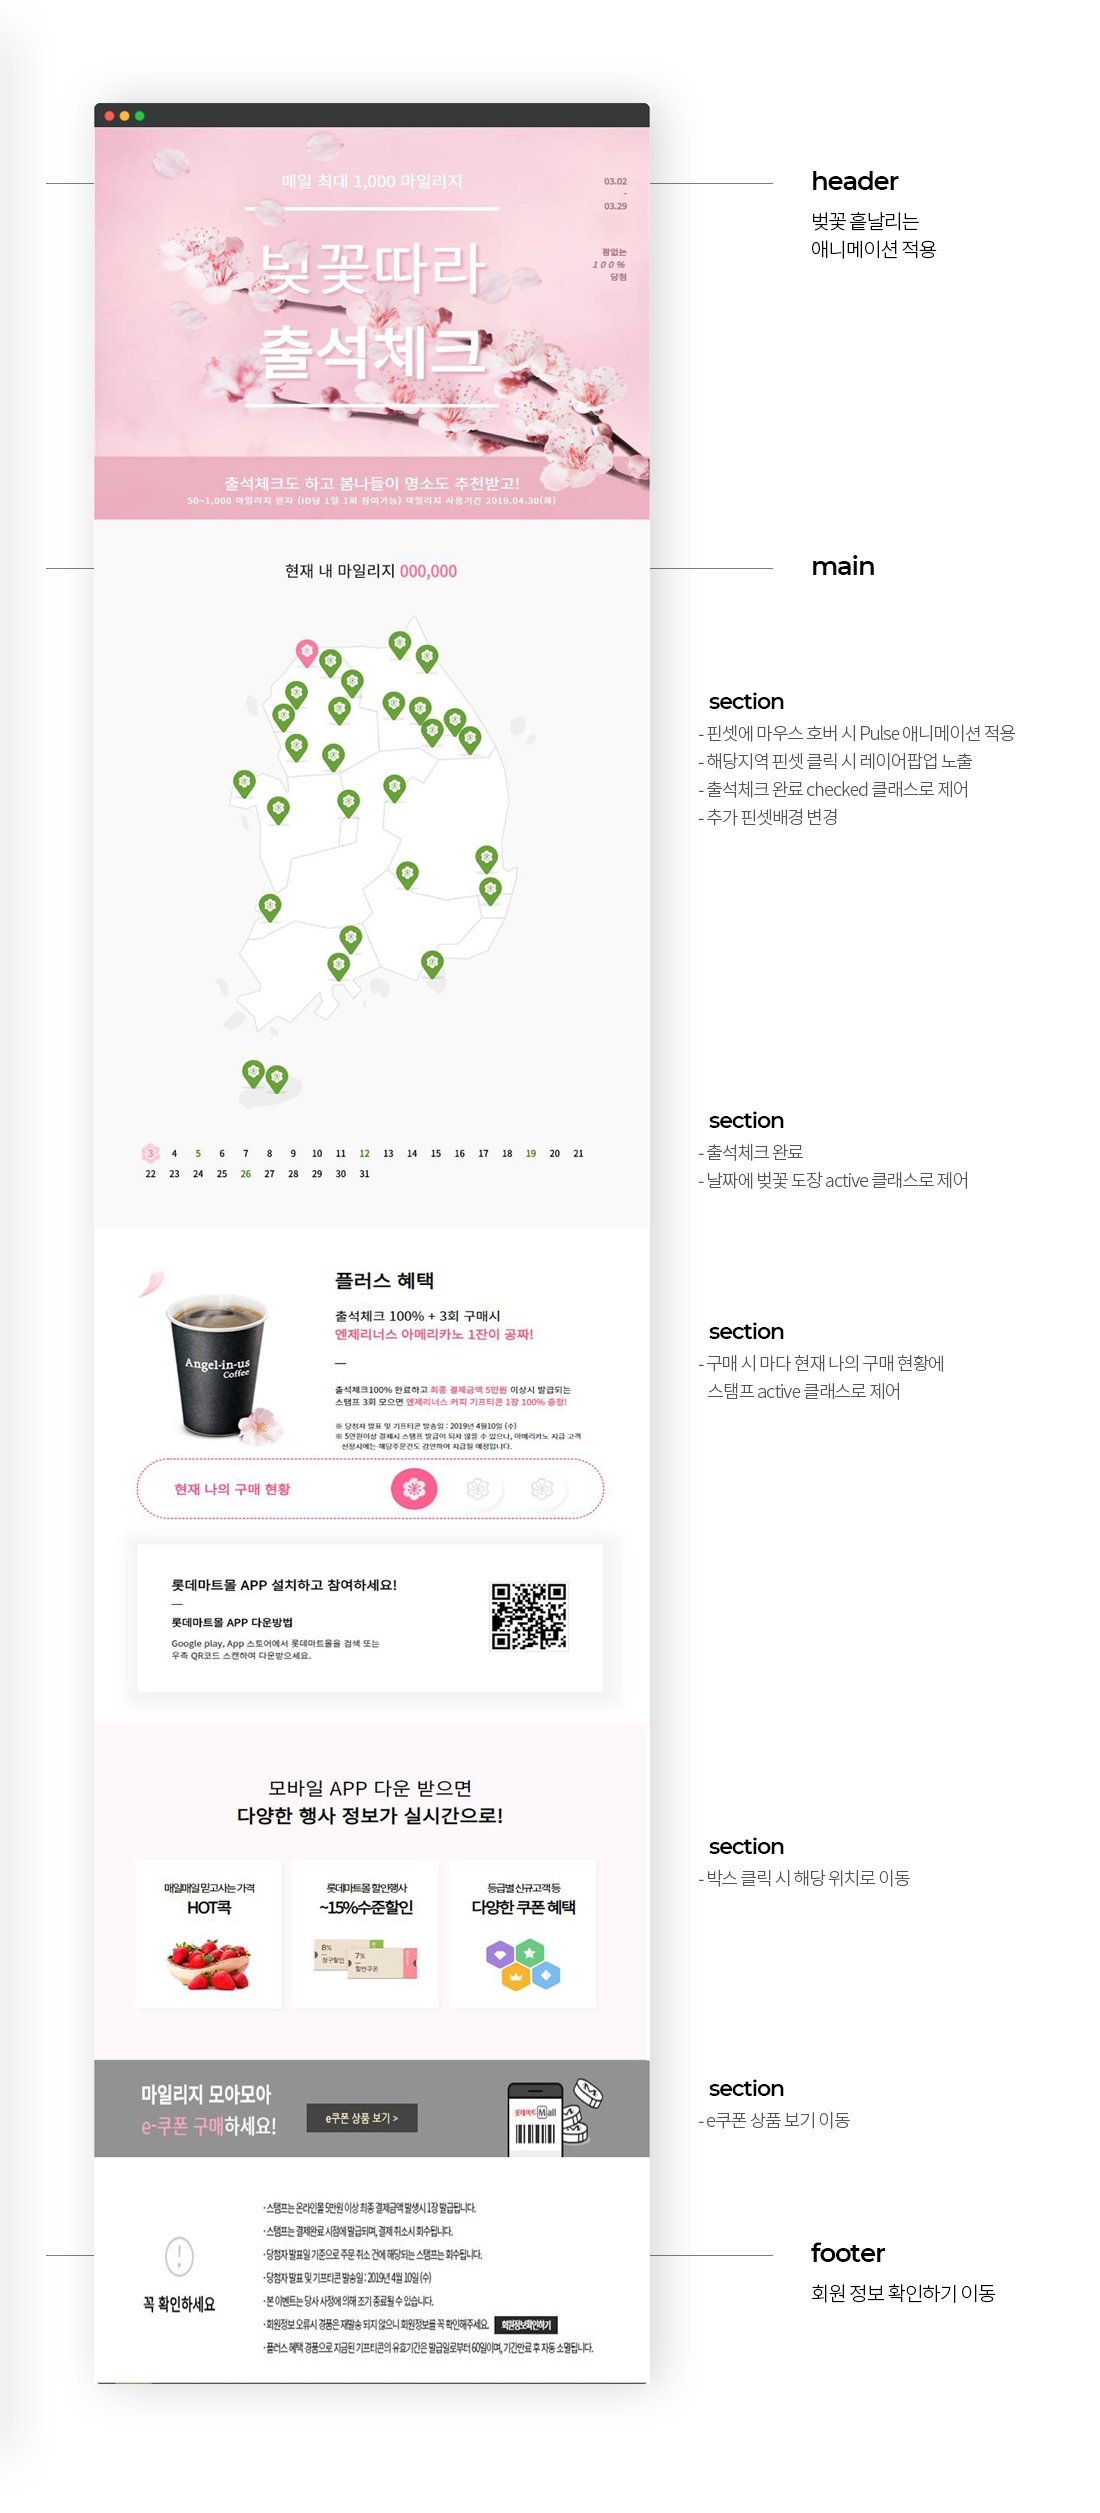 매일 최대 1,000 마일리지
03.02
-
03.29
꽝없는
100%
당첨
벚꽃따라
출석체크
출석체크도 하고 봄나들이 명소도 추천받고!
50~1,000 마일리지 받자 (ID당 1일 1회 참여가능) 마일리지 사용기간 2019.04.30(화)
header
벚꽃 흩날리는
애니메이션 적용
현재 내 마일리지 000,000
main
section
- 핀셋에 마우스 호버 시 Pulse 애니메이션 적용
- 해당지역 핀셋 클릭 시 레이어팝업 노출
- 출석체크 완료 checked 클래스로 제어
- 추가 핀셋배경 변경
3 4 5 6 7 8 9 10 11 12 13 14 15 16 17 18 19 20 21
22 23 24 25 26 27 28 29 30 31
section
- 출석체크 완료
- 날짜에 벚꽃 도장 active 클래스로 제어
Angel-in-us
Coffee
플러스 혜택
출석체크 100% + 3회 구매시
엔제리너스 아메리카노 1잔이 공짜!
출석체크100% 완료하고 최종 결제금액 5만원 이상시 발급되는
스탬프 3회 모으면 엔제리너스 커피 기프티콘 1장 100% 증정!
※ 당첨자 발표 및 기프티콘 발송일 : 2019년 4월10일 (수)
※ 5만원이상 결제시 스탬프 발급이 되지 않을 수 있으나, 아메리카노 지급 고객
선정시에는 해당주문건도 감안하여 지급될 예정입니다.
현재 나의 구매 현황
section
- 구매 시 마다 현재 나의 구매 현황에
스탬프 active 클래스로 제어
롯데마트몰 APP 설치하고 참여하세요!
롯데마트몰 APP 다운방법
Google play, App 스토어에서 롯데마트몰을 검색 또는
우측 QR코드 스캔하여 다운받으세요.
모바일 APP 다운 받으면
다양한 행사 정보가 실시간으로!
매일매일 믿고사는 가격
HOT콕
롯데마트몰 할인행사
~15%수준할인
8%
청구할인
7%
할인쿠폰
등급별 신규고객 등
다양한 쿠폰 혜택
section
- 박스 클릭 시 해당 위치로 이동
마일리지 모아모아
e-쿠폰 구매하세요!
e쿠폰 상품 보기 >
롯데마트 Mall
section
- e쿠폰 상품 보기 이동
꼭 확인하세요
· 스탬프는 온라인몰 5만원 이상 최종 결제금액 발생시 1장 발급됩니다.
· 스탬프는 결제완료 시점에 발급되며, 결제 취소시 회수됩니다.
· 당첨자 발표일 기준으로 주문 취소 건에 해당되는 스탬프는 회수됩니다.
· 당첨자 발표 및 기프티콘 발송일 : 2019년 4월 10일 (수)
· 본 이벤트는 당사 사정에 의해 조기 종료될 수 있습니다.
· 회원정보 오류시 경품은 재발송 되지 않으니 회원정보를 꼭 확인해주세요. 회원정보확인하기
· 플러스 혜택 경품으로 지급된 기프티콘의 유효기간은 발급일로부터 60일이며, 기간만료 후 자동 소멸됩니다.
footer
회원 정보 확인하기 이동